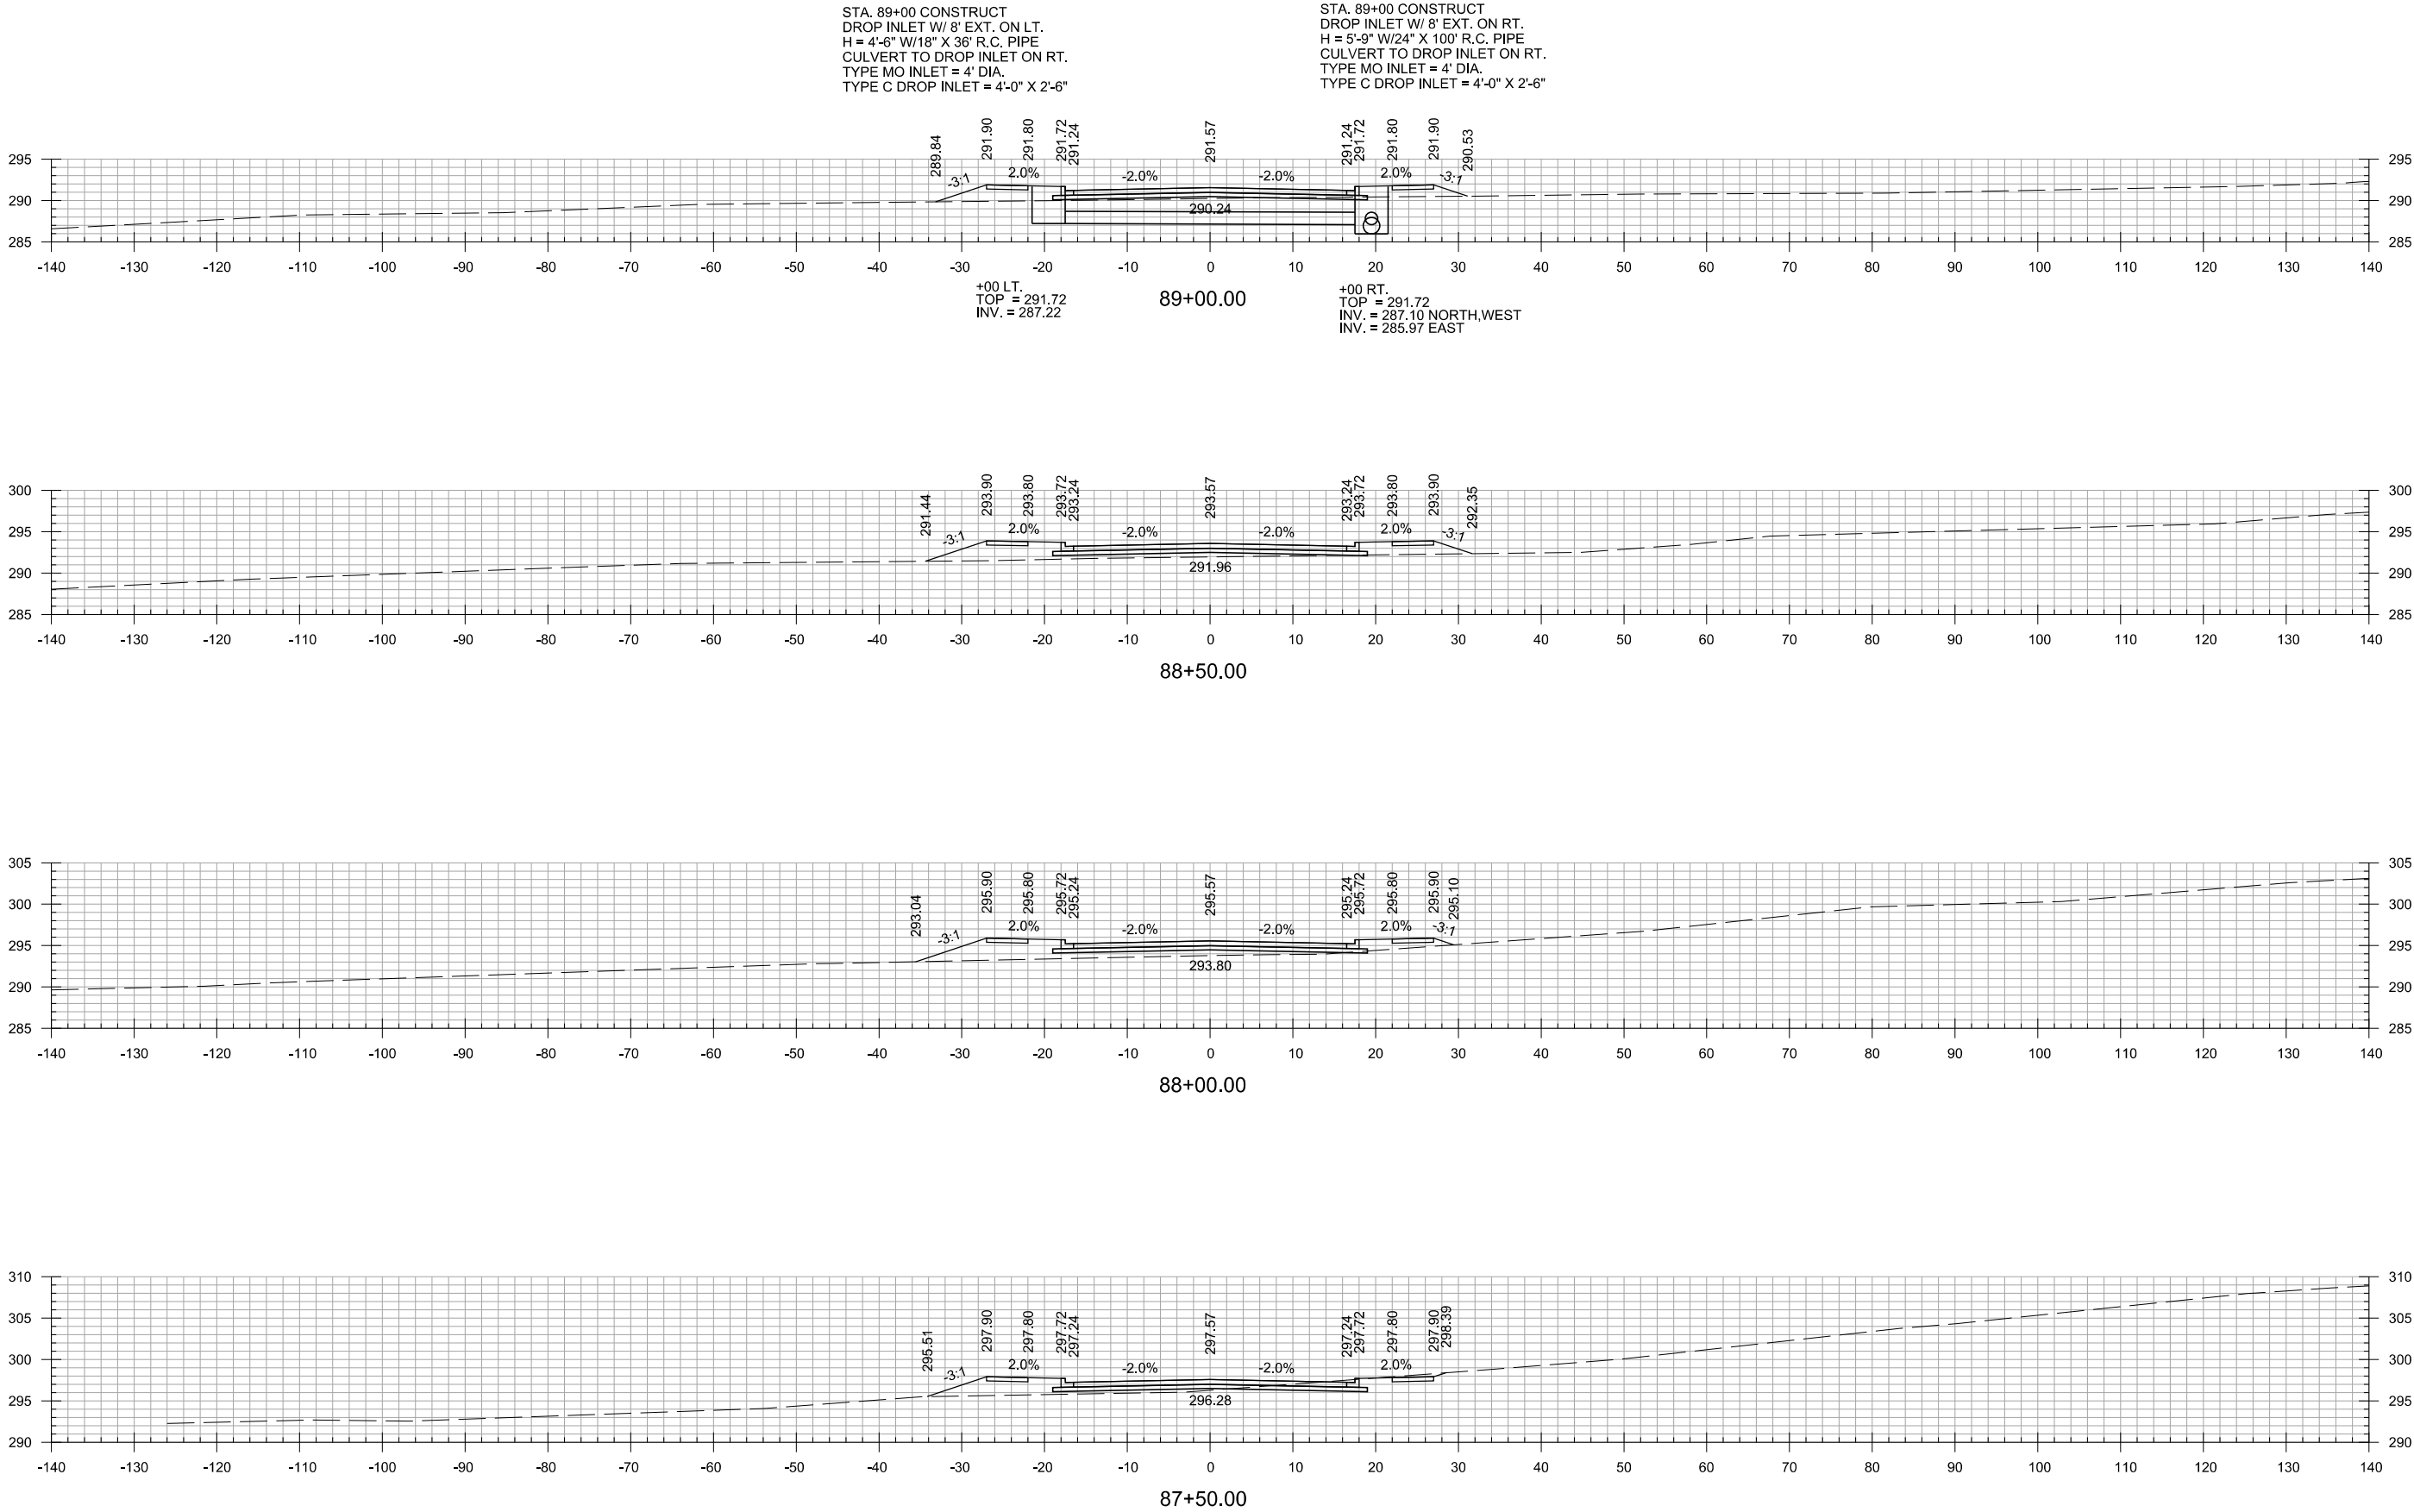 STA. 89+00 CONSTRUCT
DROP INLET W/ 8' EXT. ON LT.
H = 4'-6" W/18" X 36' R.C. PIPE
CULVERT TO DROP INLET ON RT.
TYPE MO INLET = 4' DIA.
TYPE C DROP INLET = 4'-0" X 2'-6"
STA. 89+00 CONSTRUCT
DROP INLET W/ 8' EXT. ON RT.
H = 5'-9" W/24" X 100' R.C. PIPE
CULVERT TO DROP INLET ON RT.
TYPE MO INLET = 4' DIA.
TYPE C DROP INLET = 4'-0" X 2'-6"
289.84 291.90 291.80 291.72 291.24 291.57 291.24 291.72 291.80 291.90 290.53
295 295
-3:1 2.0% -2.0% -2.0% 2.0% -3:1
290 290.24 290
285 285
-140 -130 -120 -110 -100 -90 -80 -70 -60 -50 -40 -30 -20 -10 0 10 20 30 40 50 60 70 80 90 100 110 120 130 140
+00 LT.
TOP = 291.72
INV. = 287.22
89+00.00
+00 RT.
TOP = 291.72
INV. = 287.10 NORTH,WEST
INV. = 285.97 EAST
291.44 293.90 293.80 293.72 293.24 293.57 293.24 293.72 293.80 293.90 292.35
300 300
295 295
-3:1 2.0% -2.0% -2.0% 2.0% -3:1
290 291.96 290
285 285
-140 -130 -120 -110 -100 -90 -80 -70 -60 -50 -40 -30 -20 -10 0 10 20 30 40 50 60 70 80 90 100 110 120 130 140
88+50.00
305 305
293.04 295.90 295.80 295.72 295.24 295.57 295.24 295.72 295.80 295.90 295.10
300 300
-3:1 2.0% -2.0% -2.0% 2.0% -3:1
295 295
293.80
290 290
285 285
-140 -130 -120 -110 -100 -90 -80 -70 -60 -50 -40 -30 -20 -10 0 10 20 30 40 50 60 70 80 90 100 110 120 130 140
88+00.00
310 310
295.51 297.90 297.80 297.72 297.24 297.57 297.24 297.72 297.80 297.90 298.39
305 305
300 300
-3:1 2.0% -2.0% -2.0% 2.0%
295 296.28 295
290 290
-140 -130 -120 -110 -100 -90 -80 -70 -60 -50 -40 -30 -20 -10 0 10 20 30 40 50 60 70 80 90 100 110 120 130 140
87+50.00